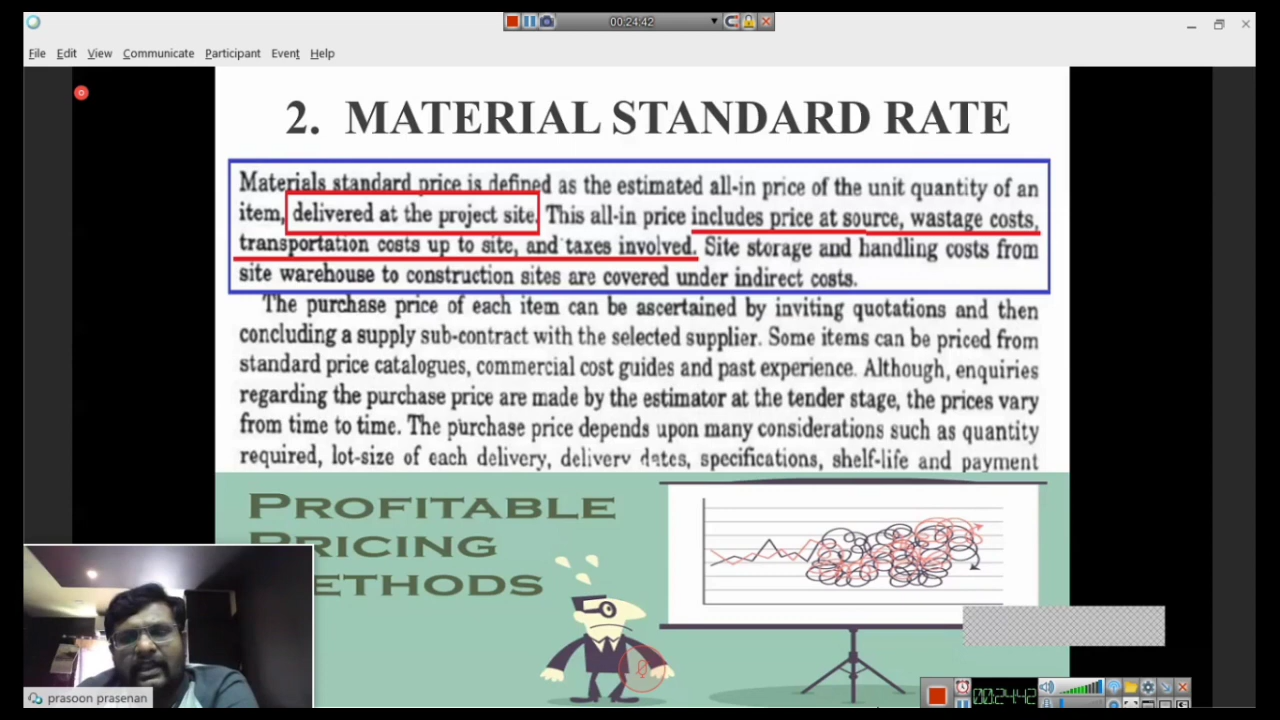 00:24:42
File Edit View Communicate Participant Event Help
2. MATERIAL STANDARD RATE
Materials standard price is defined as the estimated all-in price of the unit quantity of an
item, delivered at the project site. This all-in price includes price at source, wastage costs,
transportation costs up to site, and taxes involved. Site storage and handling costs from
site warehouse to construction sites are covered under indirect costs.
The purchase price of each item can be ascertained by inviting quotations and then
concluding a supply sub-contract with the selected supplier. Some items can be priced from
standard price catalogues, commercial cost guides and past experience. Although, enquiries
regarding the purchase price are made by the estimator at the tender stage, the prices vary
from time to time. The purchase price depends upon many considerations such as quantity
required, lot-size of each delivery, delivery dates, specifications, shelf-life and payment
PROFITABLE
PRICING
METHODS
prasoon prasenan
00:24:42